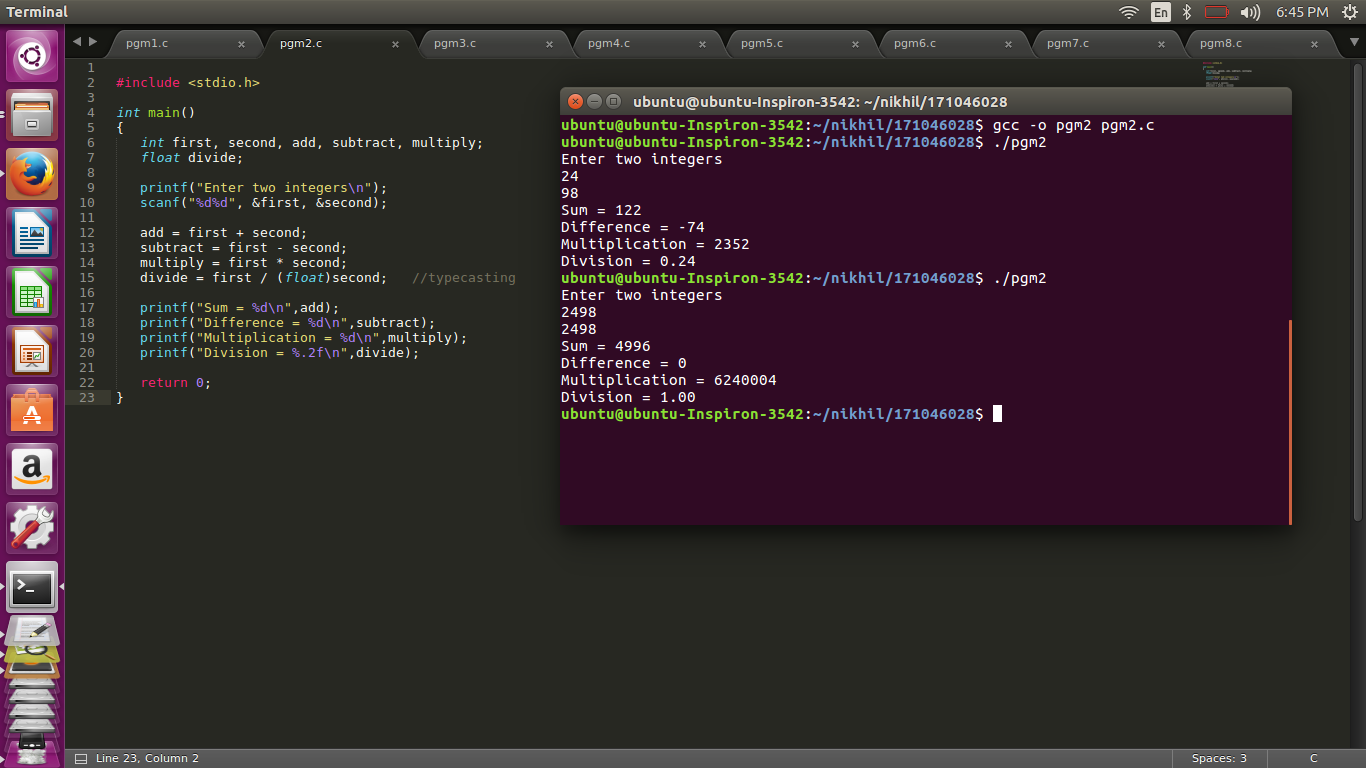 Terminal
En
6:45 PM
pgm1.c × pgm2.c × pgm3.c × pgm4.c × pgm5.c × pgm6.c × pgm7.c × pgm8.c ×
1
2 #include <stdio.h>
3
4 int main()
5 {
6 int first, second, add, subtract, multiply;
7 float divide;
8
9 printf("Enter two integers\n");
10 scanf("%d%d", &first, &second);
11
12 add = first + second;
13 subtract = first - second;
14 multiply = first * second;
15 divide = first / (float)second; //typecasting
16
17 printf("Sum = %d\n",add);
18 printf("Difference = %d\n",subtract);
19 printf("Multiplication = %d\n",multiply);
20 printf("Division = %.2f\n",divide);
21
22 return 0;
23 }
ubuntu@ubuntu-Inspiron-3542: ~/nikhil/171046028
ubuntu@ubuntu-Inspiron-3542:~/nikhil/171046028$ gcc -o pgm2 pgm2.c
ubuntu@ubuntu-Inspiron-3542:~/nikhil/171046028$ ./pgm2
Enter two integers
24
98
Sum = 122
Difference = -74
Multiplication = 2352
Division = 0.24
ubuntu@ubuntu-Inspiron-3542:~/nikhil/171046028$ ./pgm2
Enter two integers
2498
2498
Sum = 4996
Difference = 0
Multiplication = 6240004
Division = 1.00
ubuntu@ubuntu-Inspiron-3542:~/nikhil/171046028$
a
Line 23, Column 2
Spaces: 3
C